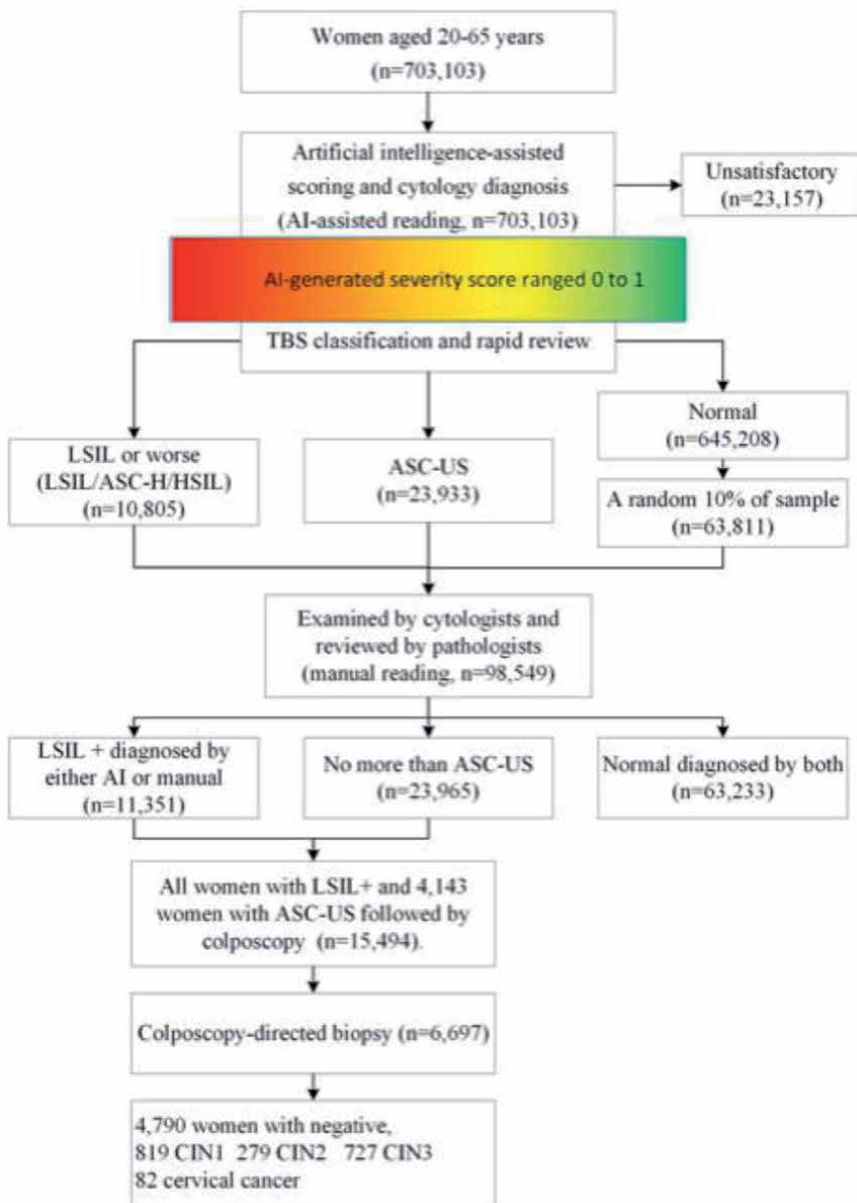 Women aged 20-65 years
(n=703,103)
Artificial intelligence-assisted
scoring and cytology diagnosis
(AI-assisted reading, n=703,103)
Unsatisfactory
(n=23,157)
AI-generated severity score ranged 0 to 1
TBS classification and rapid review
LSIL or worse
(LSIL/ASC-H/HSIL)
(n=10,805)
ASC-US
(n=23,933)
Normal
(n=645,208)
A random 10% of sample
(n=63,811)
Examined by cytologists and
reviewed by pathologists
(manual reading, n=98,549)
LSIL + diagnosed by
either AI or manual
(n=11,351)
No more than ASC-US
(n=23,965)
Normal diagnosed by both
(n=63,233)
All women with LSIL+ and 4,143
women with ASC-US followed by
colposcopy (n=15,494).
Colposcopy-directed biopsy (n=6,697)
4,790 women with negative,
819 CIN1 279 CIN2 727 CIN3
82 cervical cancer